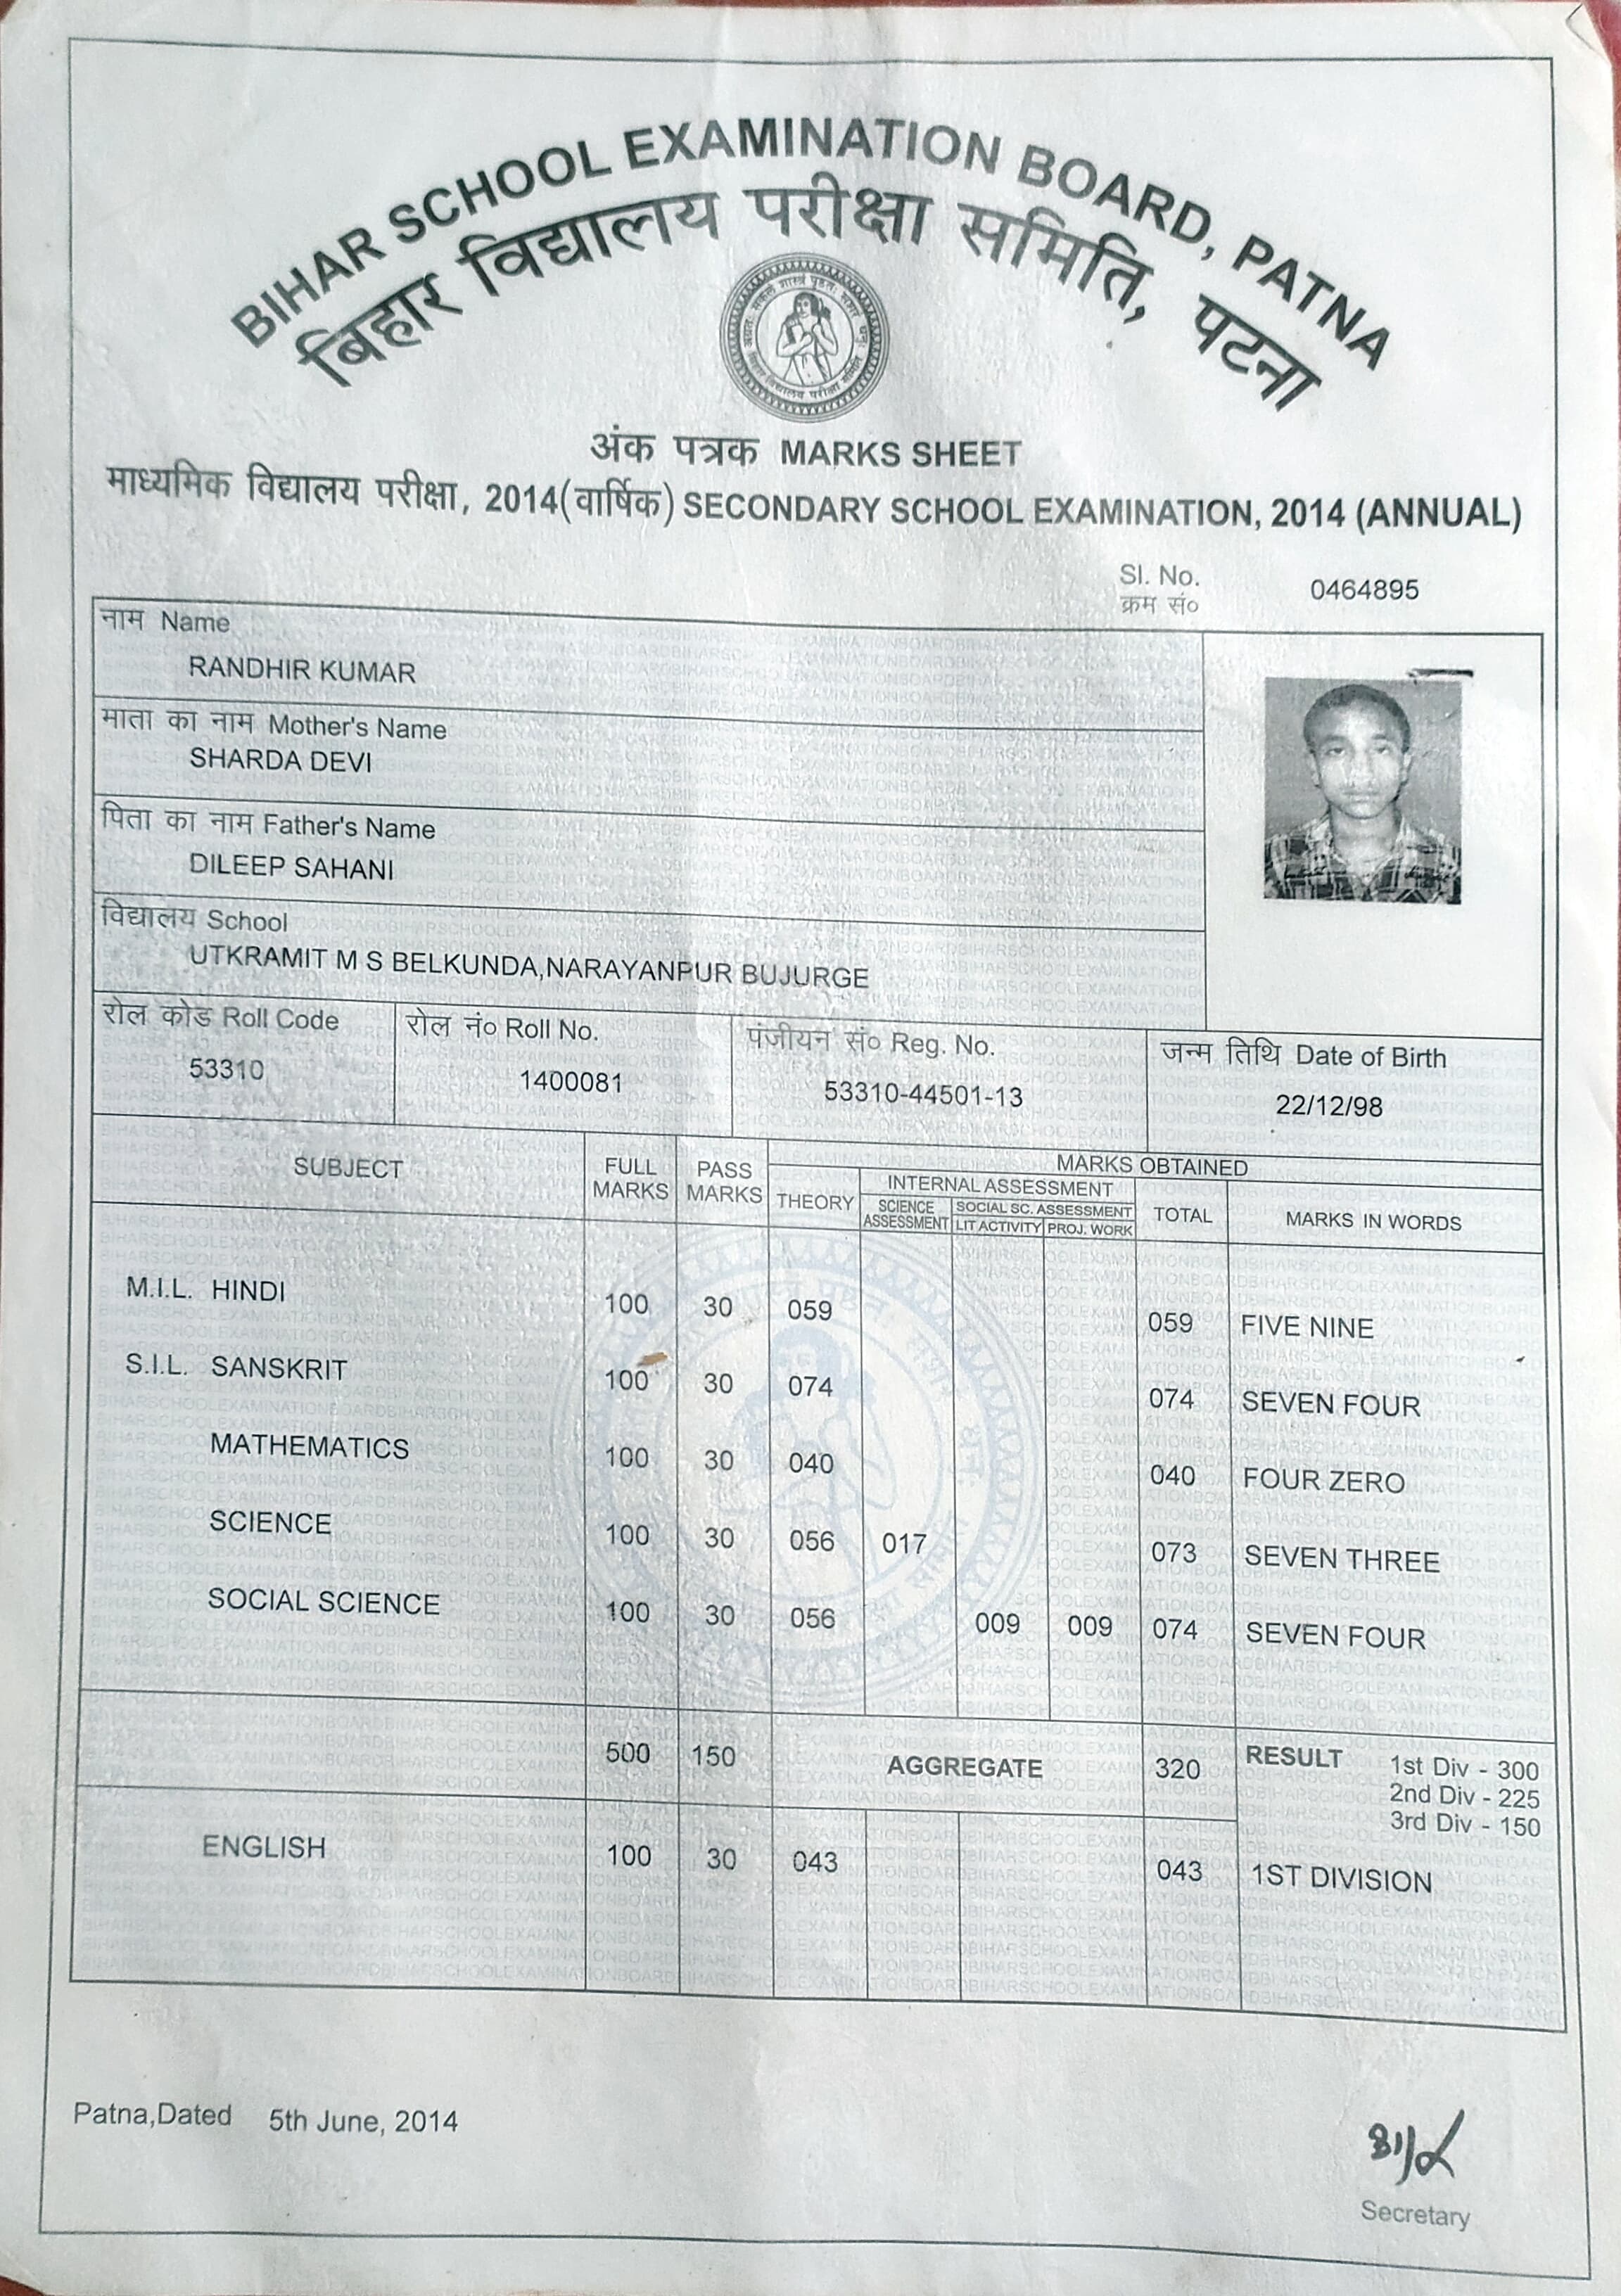 BIHAR SCHOOL EXAMINATION BOARD, PATNA
बिहार विद्यालय परीक्षा समिति, पटना
अंक पत्रक MARKS SHEET
माध्यमिक विद्यालय परीक्षा, 2014(वार्षिक) SECONDARY SCHOOL EXAMINATION, 2014 (ANNUAL)
Sl. No. 0464895
क्रम सं०
नाम Name
RANDHIR KUMAR
माता का नाम Mother's Name
SHARDA DEVI
पिता का नाम Father's Name
DILEEP SAHANI
विद्यालय School
UTKRAMIT M S BELKUNDA,NARAYANPUR BUJURGE
रोल कोड Roll Code रोल नं० Roll No. पंजीयन सं० Reg. No. जन्म तिथि Date of Birth
53310 1400081 53310-44501-13 22/12/98
SUBJECT FULL MARKS PASS MARKS MARKS OBTAINED
THEORY INTERNAL ASSESSMENT TOTAL MARKS IN WORDS
SCIENCE ASSESSMENT SOCIAL SC. ASSESSMENT
LIT ACTIVITY PROJ. WORK
M.I.L. HINDI 100 30 059 059 FIVE NINE
S.I.L. SANSKRIT 100 30 074 074 SEVEN FOUR
MATHEMATICS 100 30 040 040 FOUR ZERO
SCIENCE 100 30 056 017 073 SEVEN THREE
SOCIAL SCIENCE 100 30 056 009 009 074 SEVEN FOUR
500 150 AGGREGATE 320 RESULT 1st Div - 300
2nd Div - 225
3rd Div - 150
ENGLISH 100 30 043 043 1ST DIVISION
Patna,Dated 5th June, 2014
Secretary